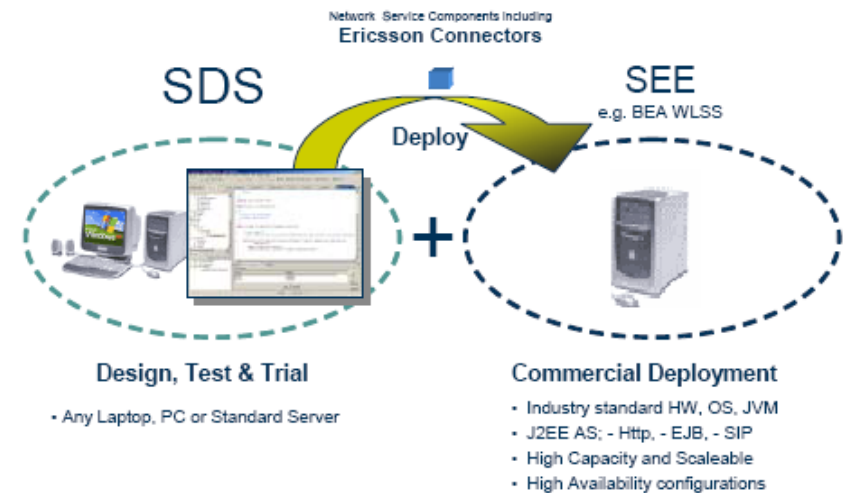 Network Service Components including
Ericsson Connectors
SDS
SEE
e.g. BEA WLSS
Deploy
+
Design, Test & Trial
- Any Laptop, PC or Standard Server
Commercial Deployment
- Industry standard HW, OS, JVM
- J2EE AS; - Http, - EJB, - SIP
- High Capacity and Scaleable
- High Availability configurations